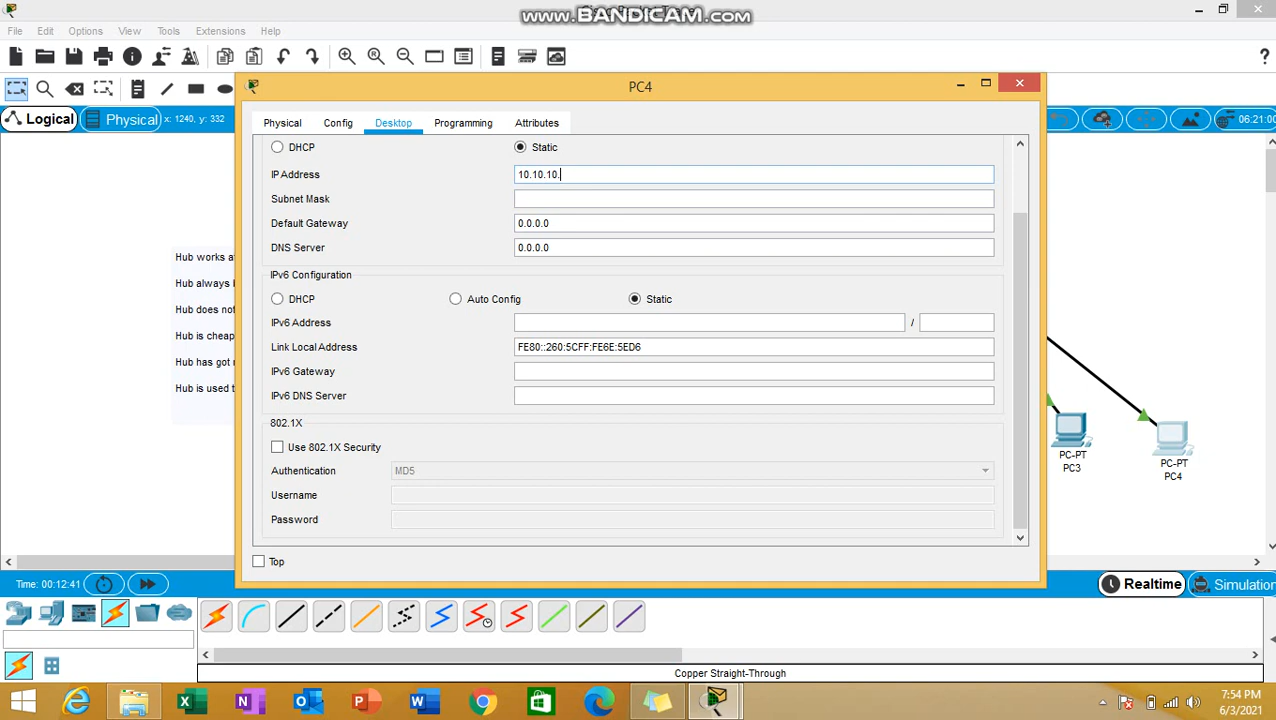 www.BANDICAM.com
File Edit Options View Tools Extensions Help
?
PC4
Logical
Physical
x: 1240, y: 332
06:21:00
Physical Config Desktop Programming Attributes
DHCP
Static
IP Address
10.10.10.
Subnet Mask
Default Gateway
0.0.0.0
DNS Server
0.0.0.0
IPv6 Configuration
DHCP
Auto Config
Static
IPv6 Address
/
Link Local Address
FE80::260:5CFF:FE6E:5ED6
IPv6 Gateway
IPv6 DNS Server
802.1X
Use 802.1X Security
Authentication
MD5
Username
Password
Top
Hub works
Hub always
Hub does not
Hub is cheap
Hub has got
Hub is used
PC-PT
PC3
PC-PT
PC4
Time: 00:12:41
Realtime
Simulation
Copper Straight-Through
7:54 PM
6/3/2021